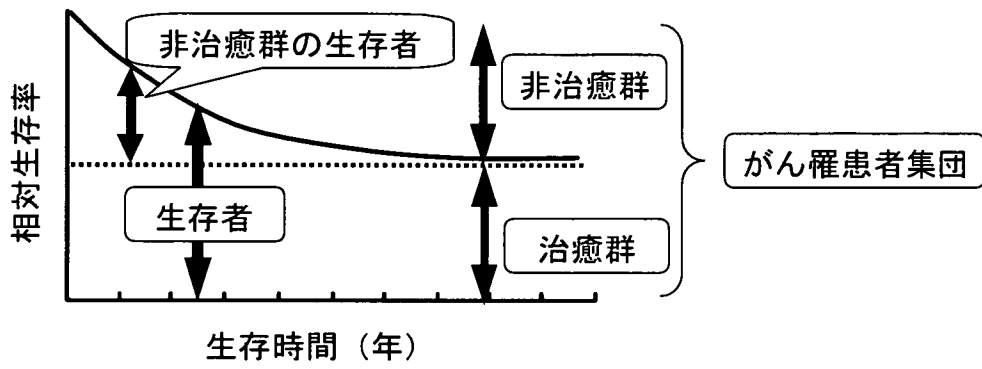 非治癒群の生存者
非治癒群
相対生存率
がん罹患者集団
生存者
治癒群
生存時間（年）